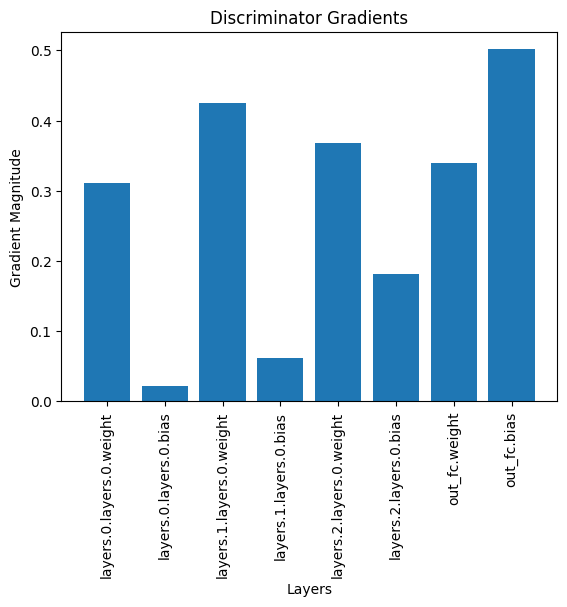 Discriminator Gradients
Gradient Magnitude
0.5
0.4
0.3
0.2
0.1
0.0
layers.0.layers.0.weight
layers.0.layers.0.bias
layers.1.layers.0.weight
layers.1.layers.0.bias
layers.2.layers.0.weight
layers.2.layers.0.bias
out_fc.weight
out_fc.bias
Layers